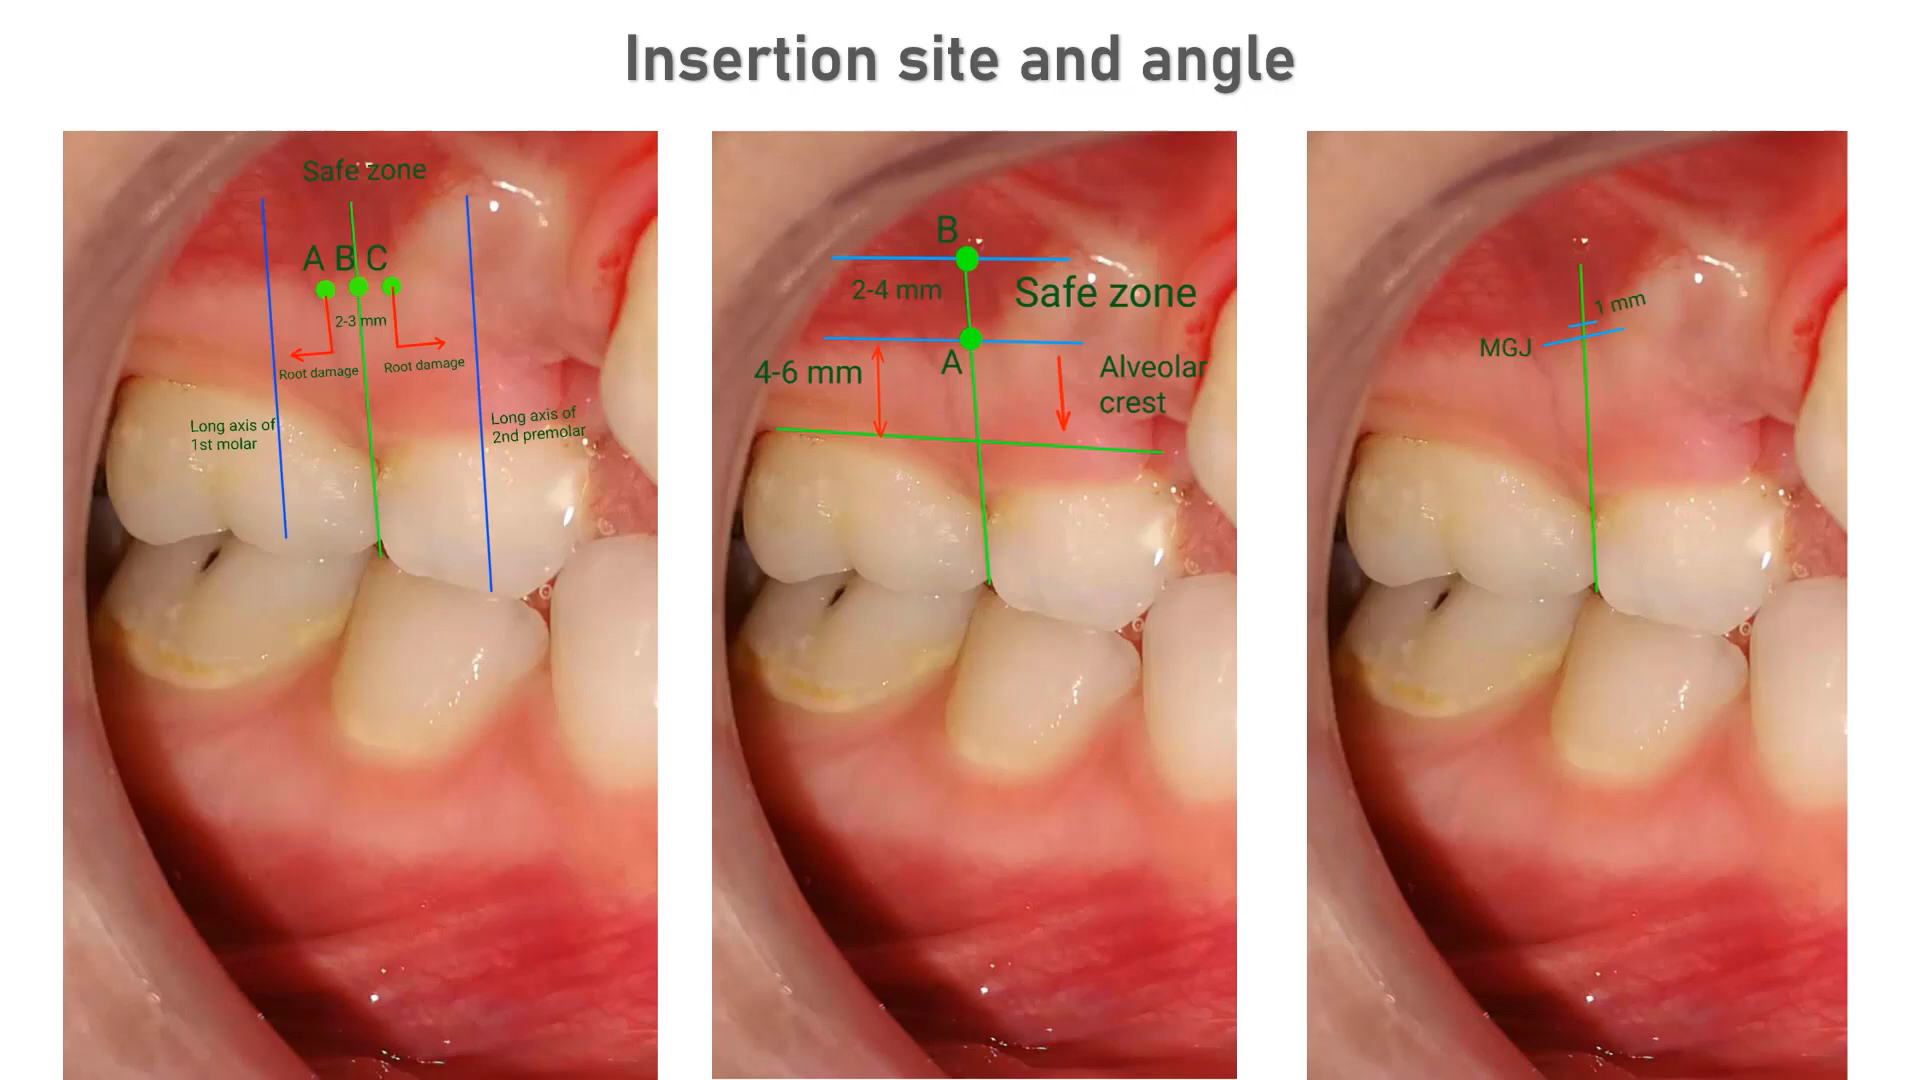 Insertion site and angle
Safe zone
A B C
2-3 mm
Root damage
Root damage
Long axis of
1st molar
Long axis of
2nd premolar
B
2-4 mm
Safe zone
A
4-6 mm
Alveolar
crest
1 mm
MGJ